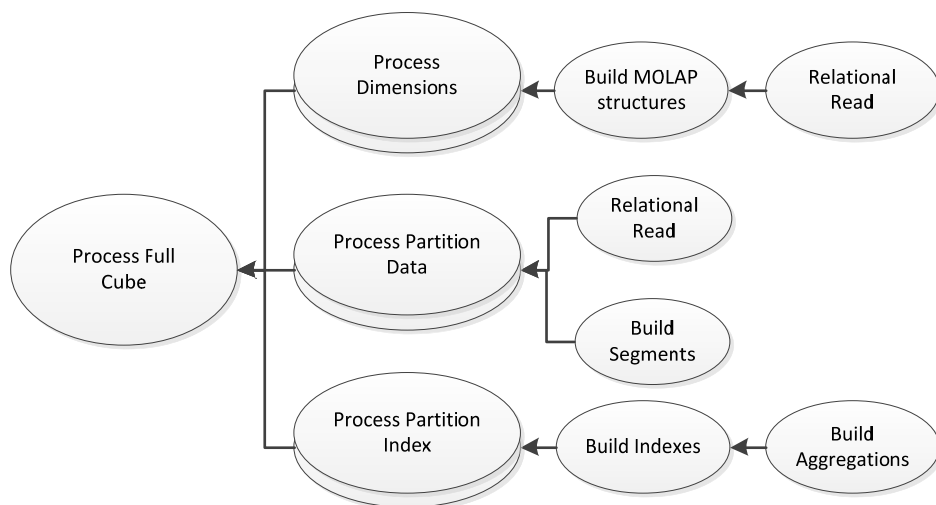 Process
Dimensions
Build MOLAP
structures
Relational
Read
Process Full
Cube
Process Partition
Data
Relational
Read
Build
Segments
Process Partition
Index
Build Indexes
Build
Aggregations